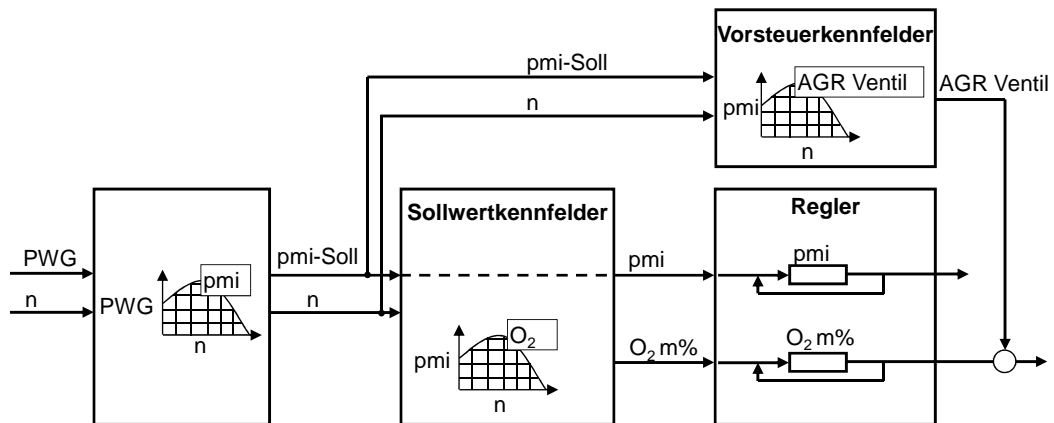 Vorsteuerkennfelder
pmi-Soll
AGR Ventil
AGR Ventil
pmi
n
n
Sollwertkennfelder
Regler
PWG
pmi-Soll
pmi
pmi
pmi
n
PWG
n
n
O2
O2 m%
O2 m%
pmi
n